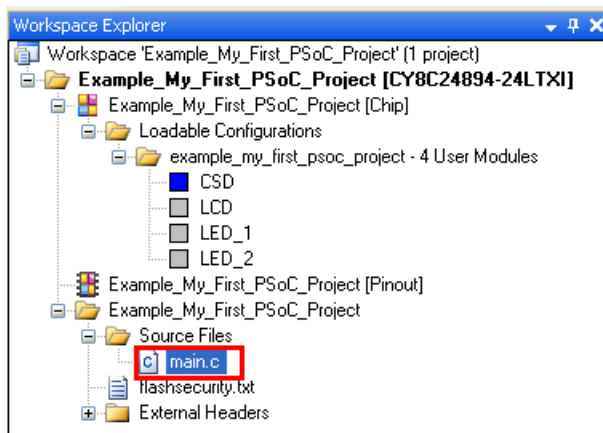 Workspace Explorer
Workspace 'Example_My_First_PSoC_Project' (1 project)
Example_My_First_PSoC_Project [CY8C24894-24LTXI]
Example_My_First_PSoC_Project [Chip]
Loadable Configurations
example_my_first_psoc_project - 4 User Modules
CSD
LCD
LED_1
LED_2
Example_My_First_PSoC_Project [Pinout]
Example_My_First_PSoC_Project
Source Files
main.c
flashsecurity.txt
External Headers